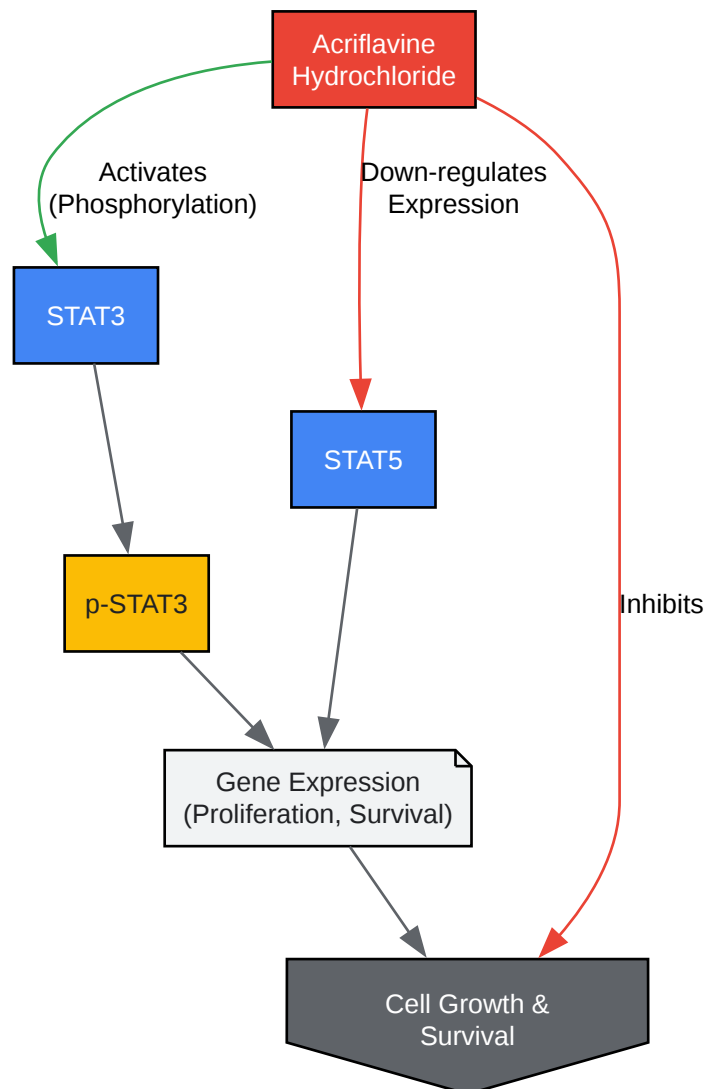 Acriflavine
Hydrochloride
Activates
(Phosphorylation)
Down-regulates
Expression
STAT3
STAT5
p-STAT3
Inhibits
Gene Expression
(Proliferation, Survival)
Cell Growth &
Survival